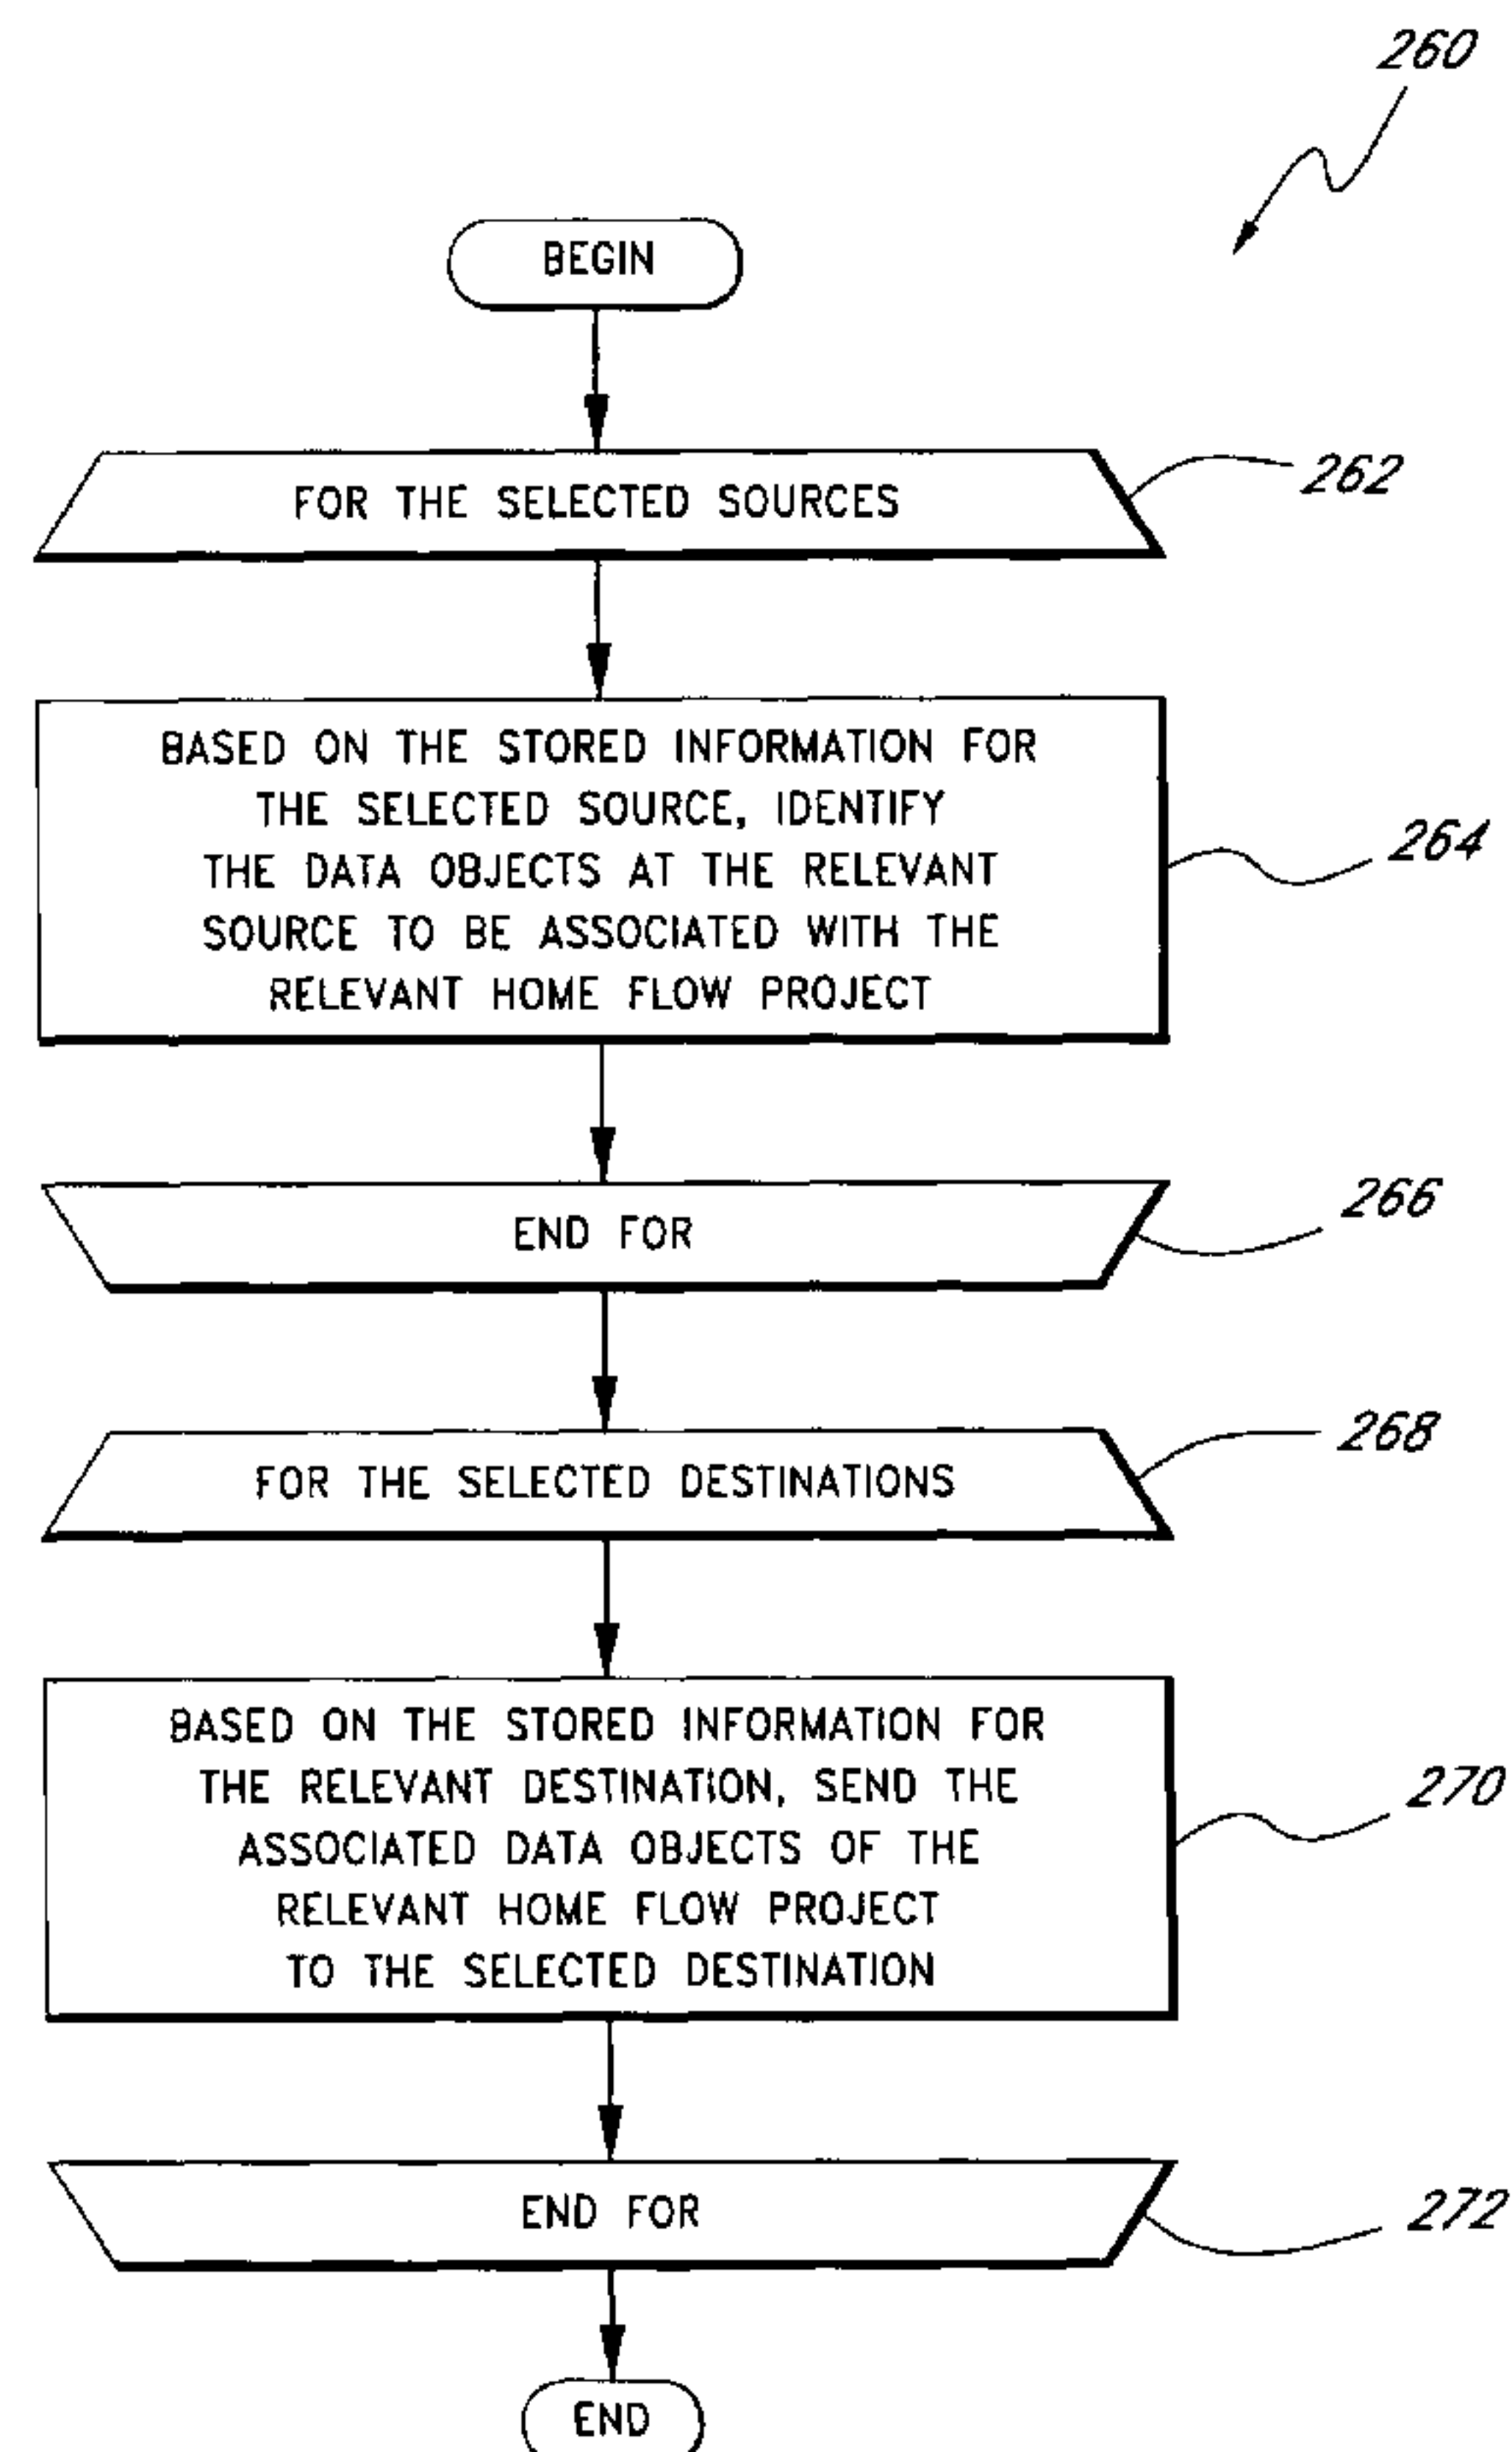 260
BEGIN
FOR THE SELECTED SOURCES
262
BASED ON THE STORED INFORMATION FOR
THE SELECTED SOURCE, IDENTIFY
THE DATA OBJECTS AT THE RELEVANT
SOURCE TO BE ASSOCIATED WITH THE
RELEVANT HOME FLOW PROJECT
264
END FOR
266
FOR THE SELECTED DESTINATIONS
268
BASED ON THE STORED INFORMATION FOR
THE RELEVANT DESTINATION, SEND THE
ASSOCIATED DATA OBJECTS OF THE
RELEVANT HOME FLOW PROJECT
TO THE SELECTED DESTINATION
270
END FOR
272
END